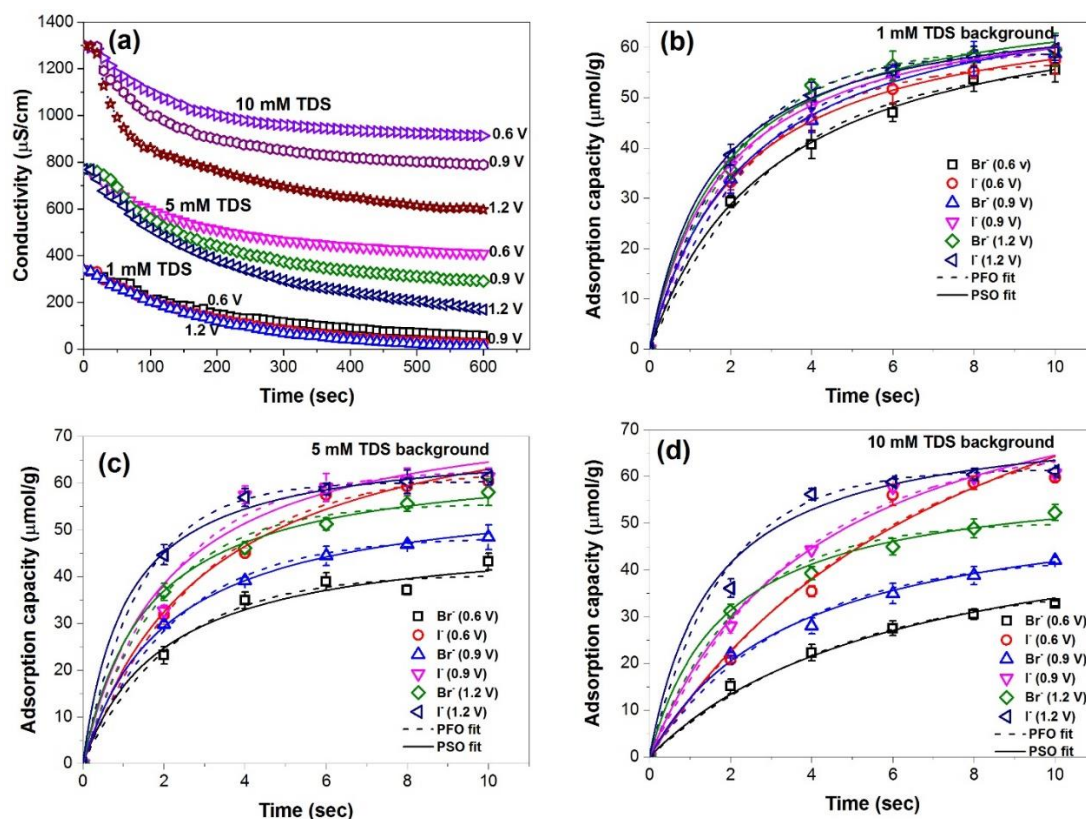 (a)
1400
1200
1000
800
600
400
200
0
Conductivity (µS/cm)
10 mM TDS
0.6 V
0.9 V
1.2 V
5 mM TDS
0.6 V
0.9 V
1.2 V
1 mM TDS
0.6 V
1.2 V
0.9 V
0 100 200 300 400 500 600
Time (sec)
(b)
1 mM TDS background
60
50
40
30
20
10
0
Adsorption capacity (µmol/g)
Br- (0.6 v)
I- (0.6 V)
Br- (0.9 V)
I- (0.9 V)
Br- (1.2 V)
I- (1.2 V)
PFO fit
PSO fit
0 2 4 6 8 10
Time (sec)
(c)
5 mM TDS background
70
60
50
40
30
20
10
0
Adsorption capacity (µmol/g)
Br- (0.6 V)
I- (0.6 V)
Br- (0.9 V)
I- (0.9 V)
Br- (1.2 V)
I- (1.2 V)
PFO fit
PSO fit
0 2 4 6 8 10
Time (sec)
(d)
10 mM TDS background
70
60
50
40
30
20
10
0
Adsorption capacity (µmol/g)
Br- (0.6 V)
I- (0.6 V)
Br- (0.9 V)
I- (0.9 V)
Br- (1.2 V)
I- (1.2 V)
PFO fit
PSO fit
0 2 4 6 8 10
Time (sec)